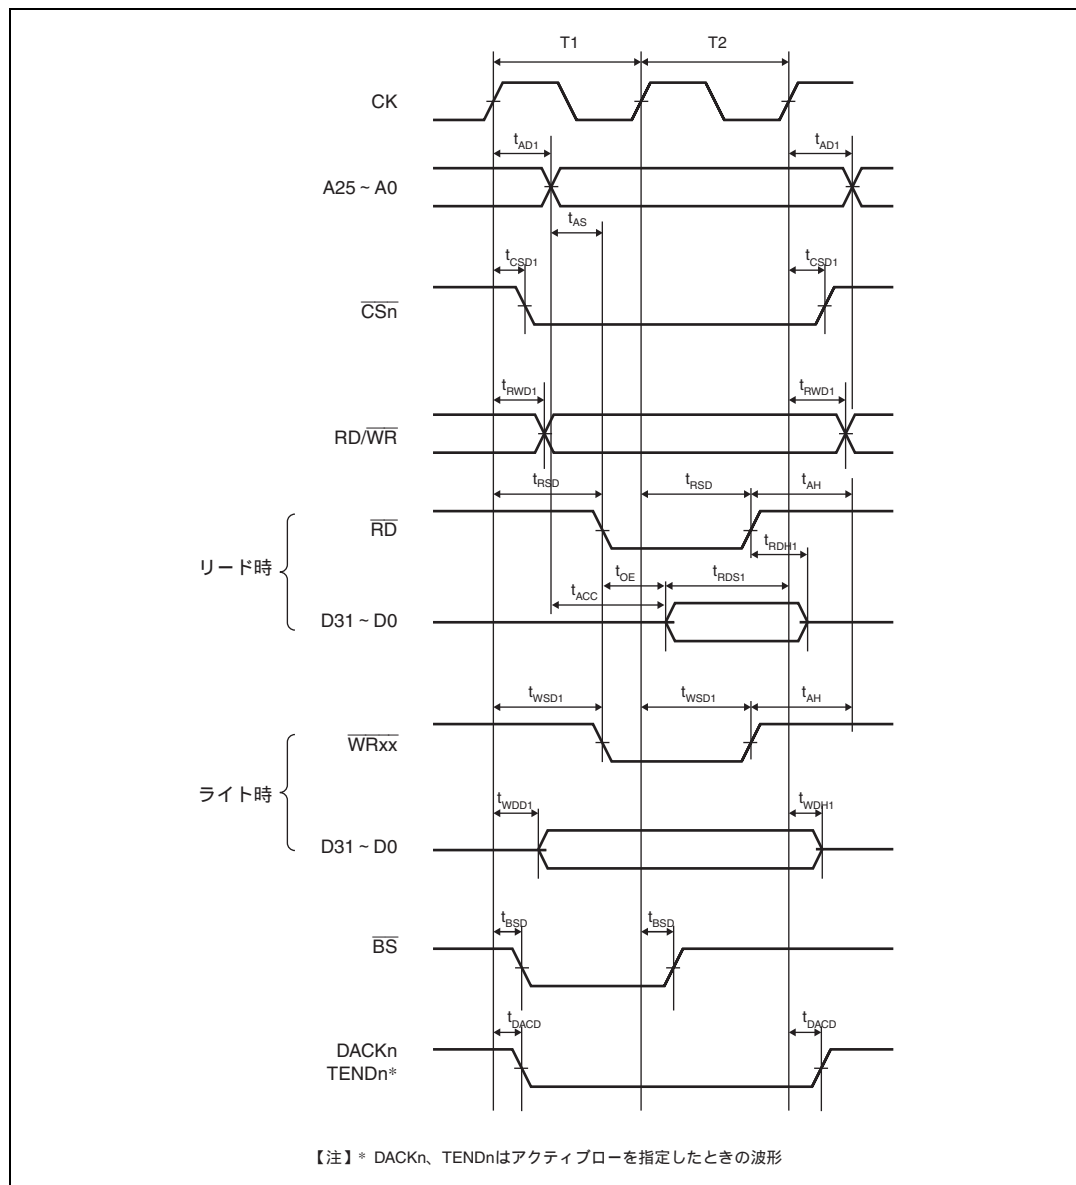 T1 T2
CK
tAD1 tAD1
A25 ~ A0
tAS
tCSD1 tCSD1
CSn
tRWD1 tRWD1
RD/WR
tRSD tRSD tAH
RD
tRDH1
リード時
tOE tRDS1
tACC
D31 ~ D0
tWSD1 tWSD1 tAH
WRxx
ライト時
tWDD1 tWDH1
D31 ~ D0
tBSD tBSD
BS
tDACD tDACD
DACKn
TENDn*
【注】* DACKn、TENDnはアクティブローを指定したときの波形